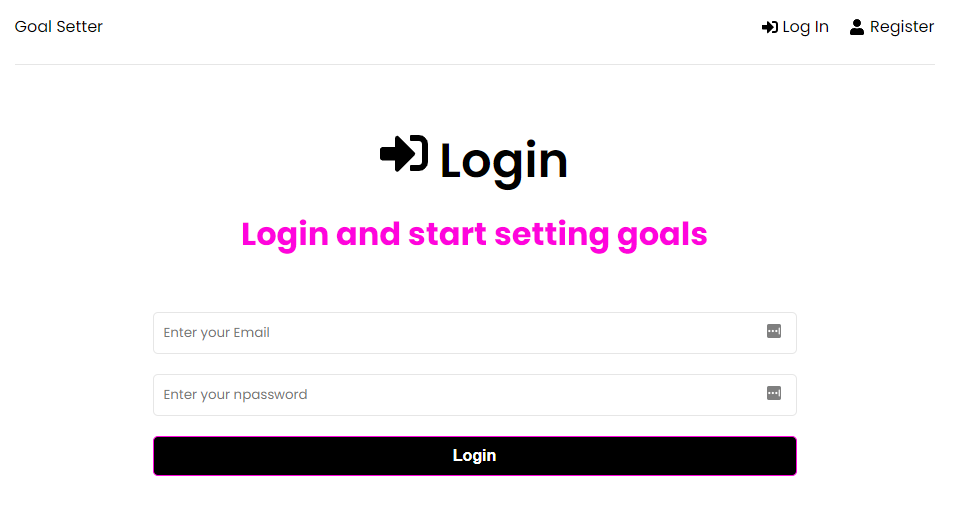 Goal Setter
Log In
Register
Login
Login and start setting goals
Enter your Email
Enter your npassword
Login